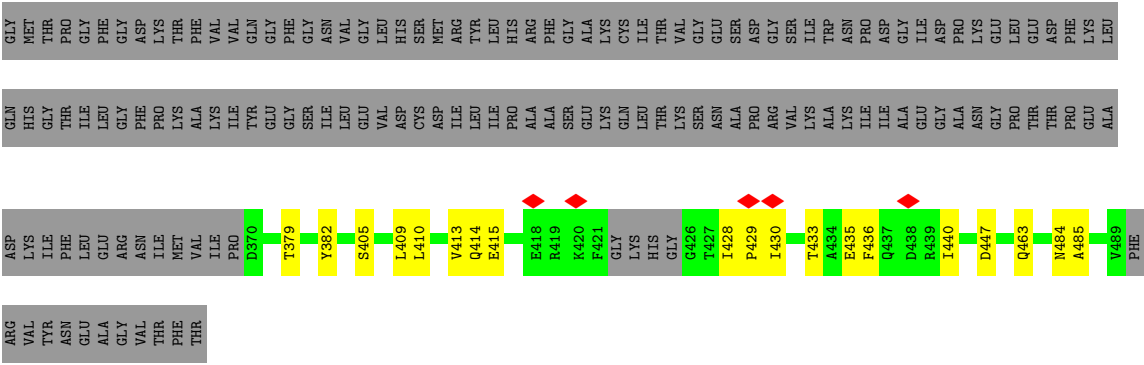 GLY MET THR PRO GLY PHE GLY ASP LYS THR PHE VAL VAL GLN GLY PHE GLY ASN VAL GLY LEU HIS SER MET ARG TYR LEU HIS ARG PHE GLY ALA LYS CYS ILE THR VAL GLY GLU SER ASP GLY SER ILE TRP ASN PRO ASP GLY ILE ASP PRO LYS GLU LEU GLU ASP PHE LYS LEU
GLN HIS GLY THR ILE LEU GLY PHE PRO LYS ALA LYS ILE TYR GLU GLY SER ILE LEU GLU VAL ASP CYS ASP ILE LEU ILE PRO ALA ALA SER GLU LYS GLN LEU THR LYS SER ASN ALA PRO ARG VAL LYS ALA LYS ILE ILE ALA GLU GLY ALA ASN GLY PRO THR THR PRO GLU ALA
ASP LYS ILE PHE LEU GLU ARG ASN ILE MET VAL ILE PRO D370 T379 Y382 S405 L409 L410 V413 Q414 E415 E418 R419 K420 F421 GLY LYS HIS GLY G426 T427 I428 P429 I430 T433 A434 E435 F436 Q437 D438 R439 I440 D447 Q463 N484 A485 V489 PHE
ARG VAL TYR ASN GLU ALA GLY VAL THR PHE THR